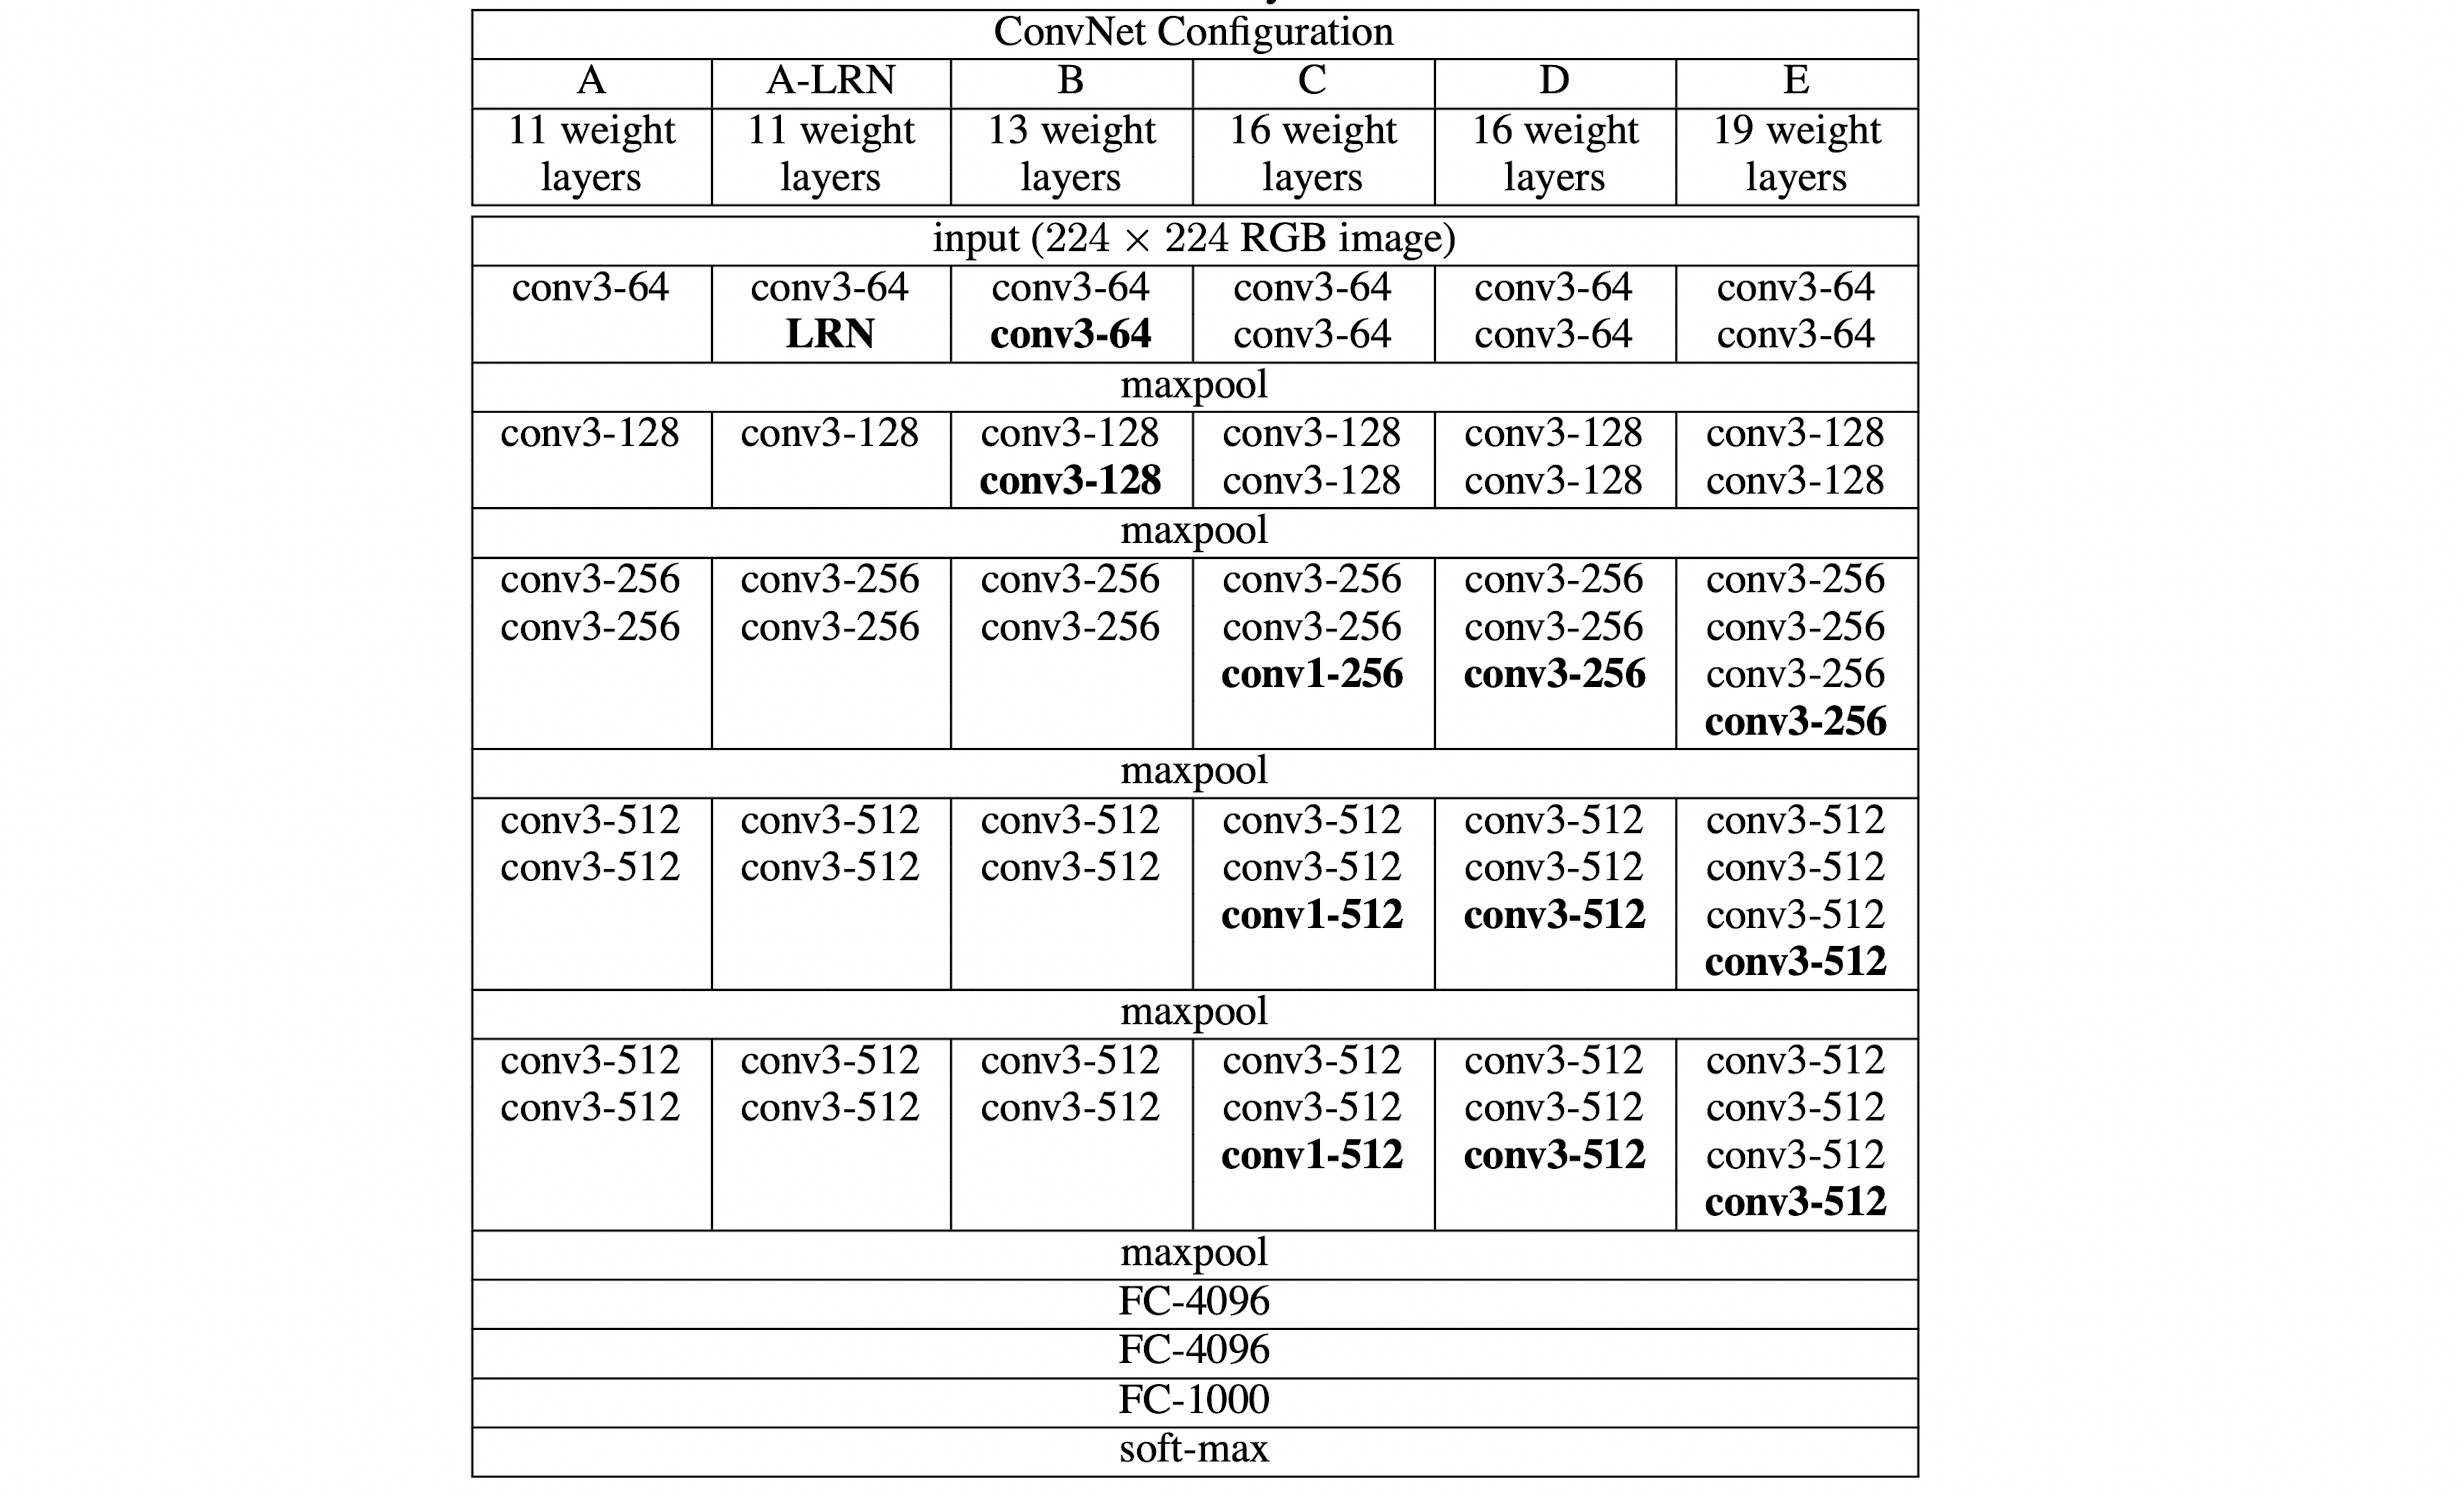 ConvNet Configuration
A A-LRN B C D E
11 weight 11 weight 13 weight 16 weight 16 weight 19 weight
layers layers layers layers layers layers
input (224 × 224 RGB image)
conv3-64 conv3-64 conv3-64 conv3-64 conv3-64 conv3-64
LRN conv3-64 conv3-64 conv3-64 conv3-64
maxpool
conv3-128 conv3-128 conv3-128 conv3-128 conv3-128 conv3-128
conv3-128 conv3-128 conv3-128 conv3-128
maxpool
conv3-256 conv3-256 conv3-256 conv3-256 conv3-256 conv3-256
conv3-256 conv3-256 conv3-256 conv3-256 conv3-256 conv3-256
conv1-256 conv3-256 conv3-256
conv3-256
maxpool
conv3-512 conv3-512 conv3-512 conv3-512 conv3-512 conv3-512
conv3-512 conv3-512 conv3-512 conv3-512 conv3-512 conv3-512
conv1-512 conv3-512 conv3-512
conv3-512
maxpool
conv3-512 conv3-512 conv3-512 conv3-512 conv3-512 conv3-512
conv3-512 conv3-512 conv3-512 conv3-512 conv3-512 conv3-512
conv1-512 conv3-512 conv3-512
conv3-512
maxpool
FC-4096
FC-4096
FC-1000
soft-max